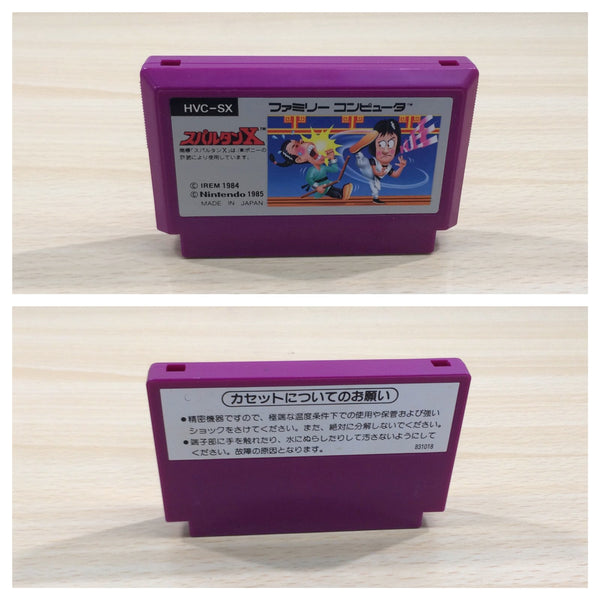 HVC-SX
ファミリー コンピュータ™
スパルタンX™
商標「スパルタンX」は(株)ポニーの
許諾により使用しています。
© IREM 1984
© Nintendo 1985
MADE IN JAPAN
カセットについてのお願い
●精密機器ですので、極端な温度条件下での使用や保管および強い
ショックをさけてください。また、絶対に分解しないでください。
●端子部に手を触れたり、水にぬらしたりして汚さないようにして
ください。故障の原因となります。
831018